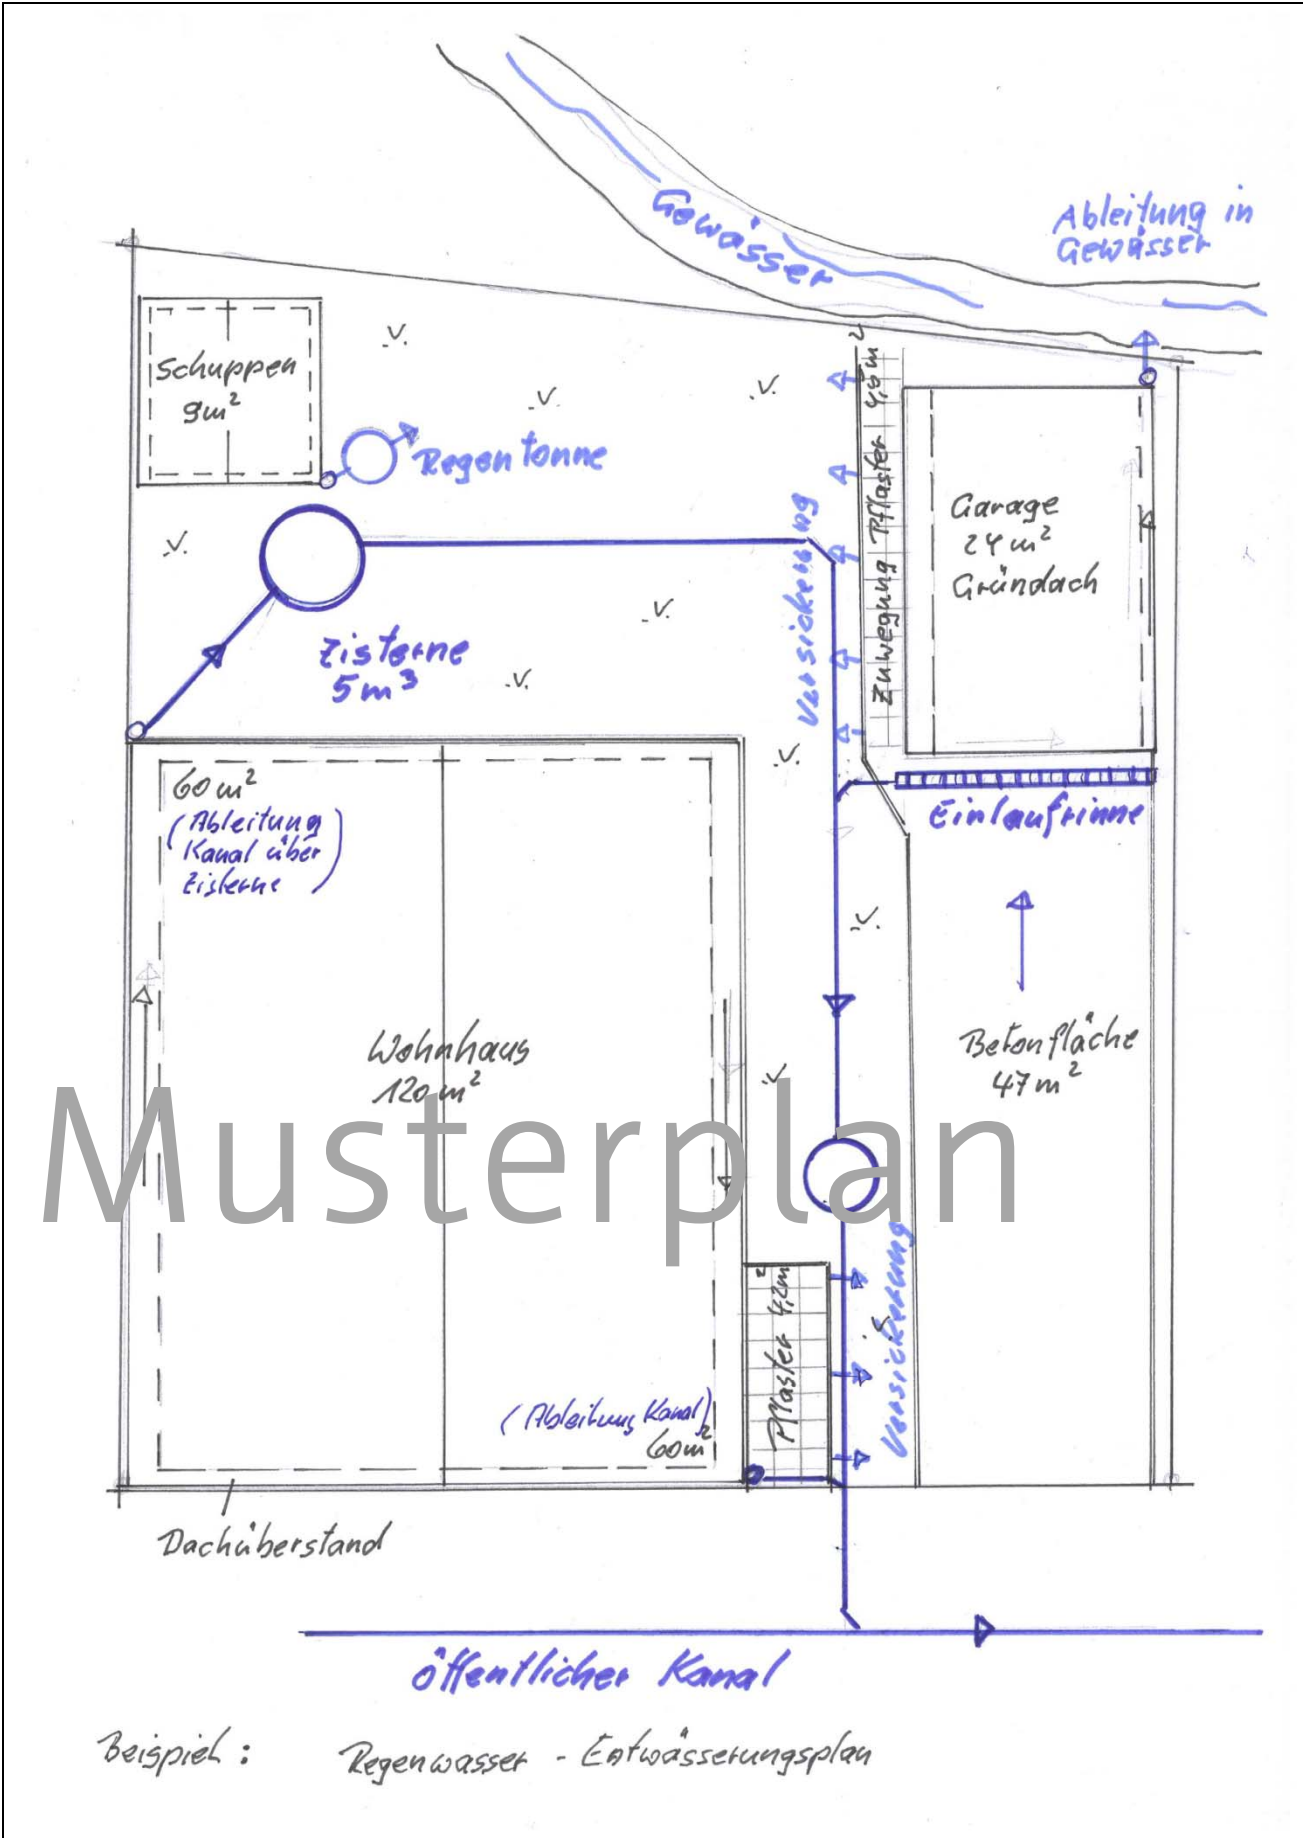 Gewässer
Ableitung in
Gewässer
Schuppen
9m²
Regentonne
Zuwegung Pflaster 4,5m²
Versickerung
Garage
24m²
Gründach
Zisterne
5m³
Einlaufrinne
60m²
(Ableitung
Kanal über
Zisterne)
Wohnhaus
120m²
Betonfläche
47m²
Musterplan
Pflaster 4,2m²
Versickerung
(Ableitung Kanal)
60m²
Dachüberstand
öffentlicher Kanal
Beispiel: Regenwasser - Entwässerungsplan